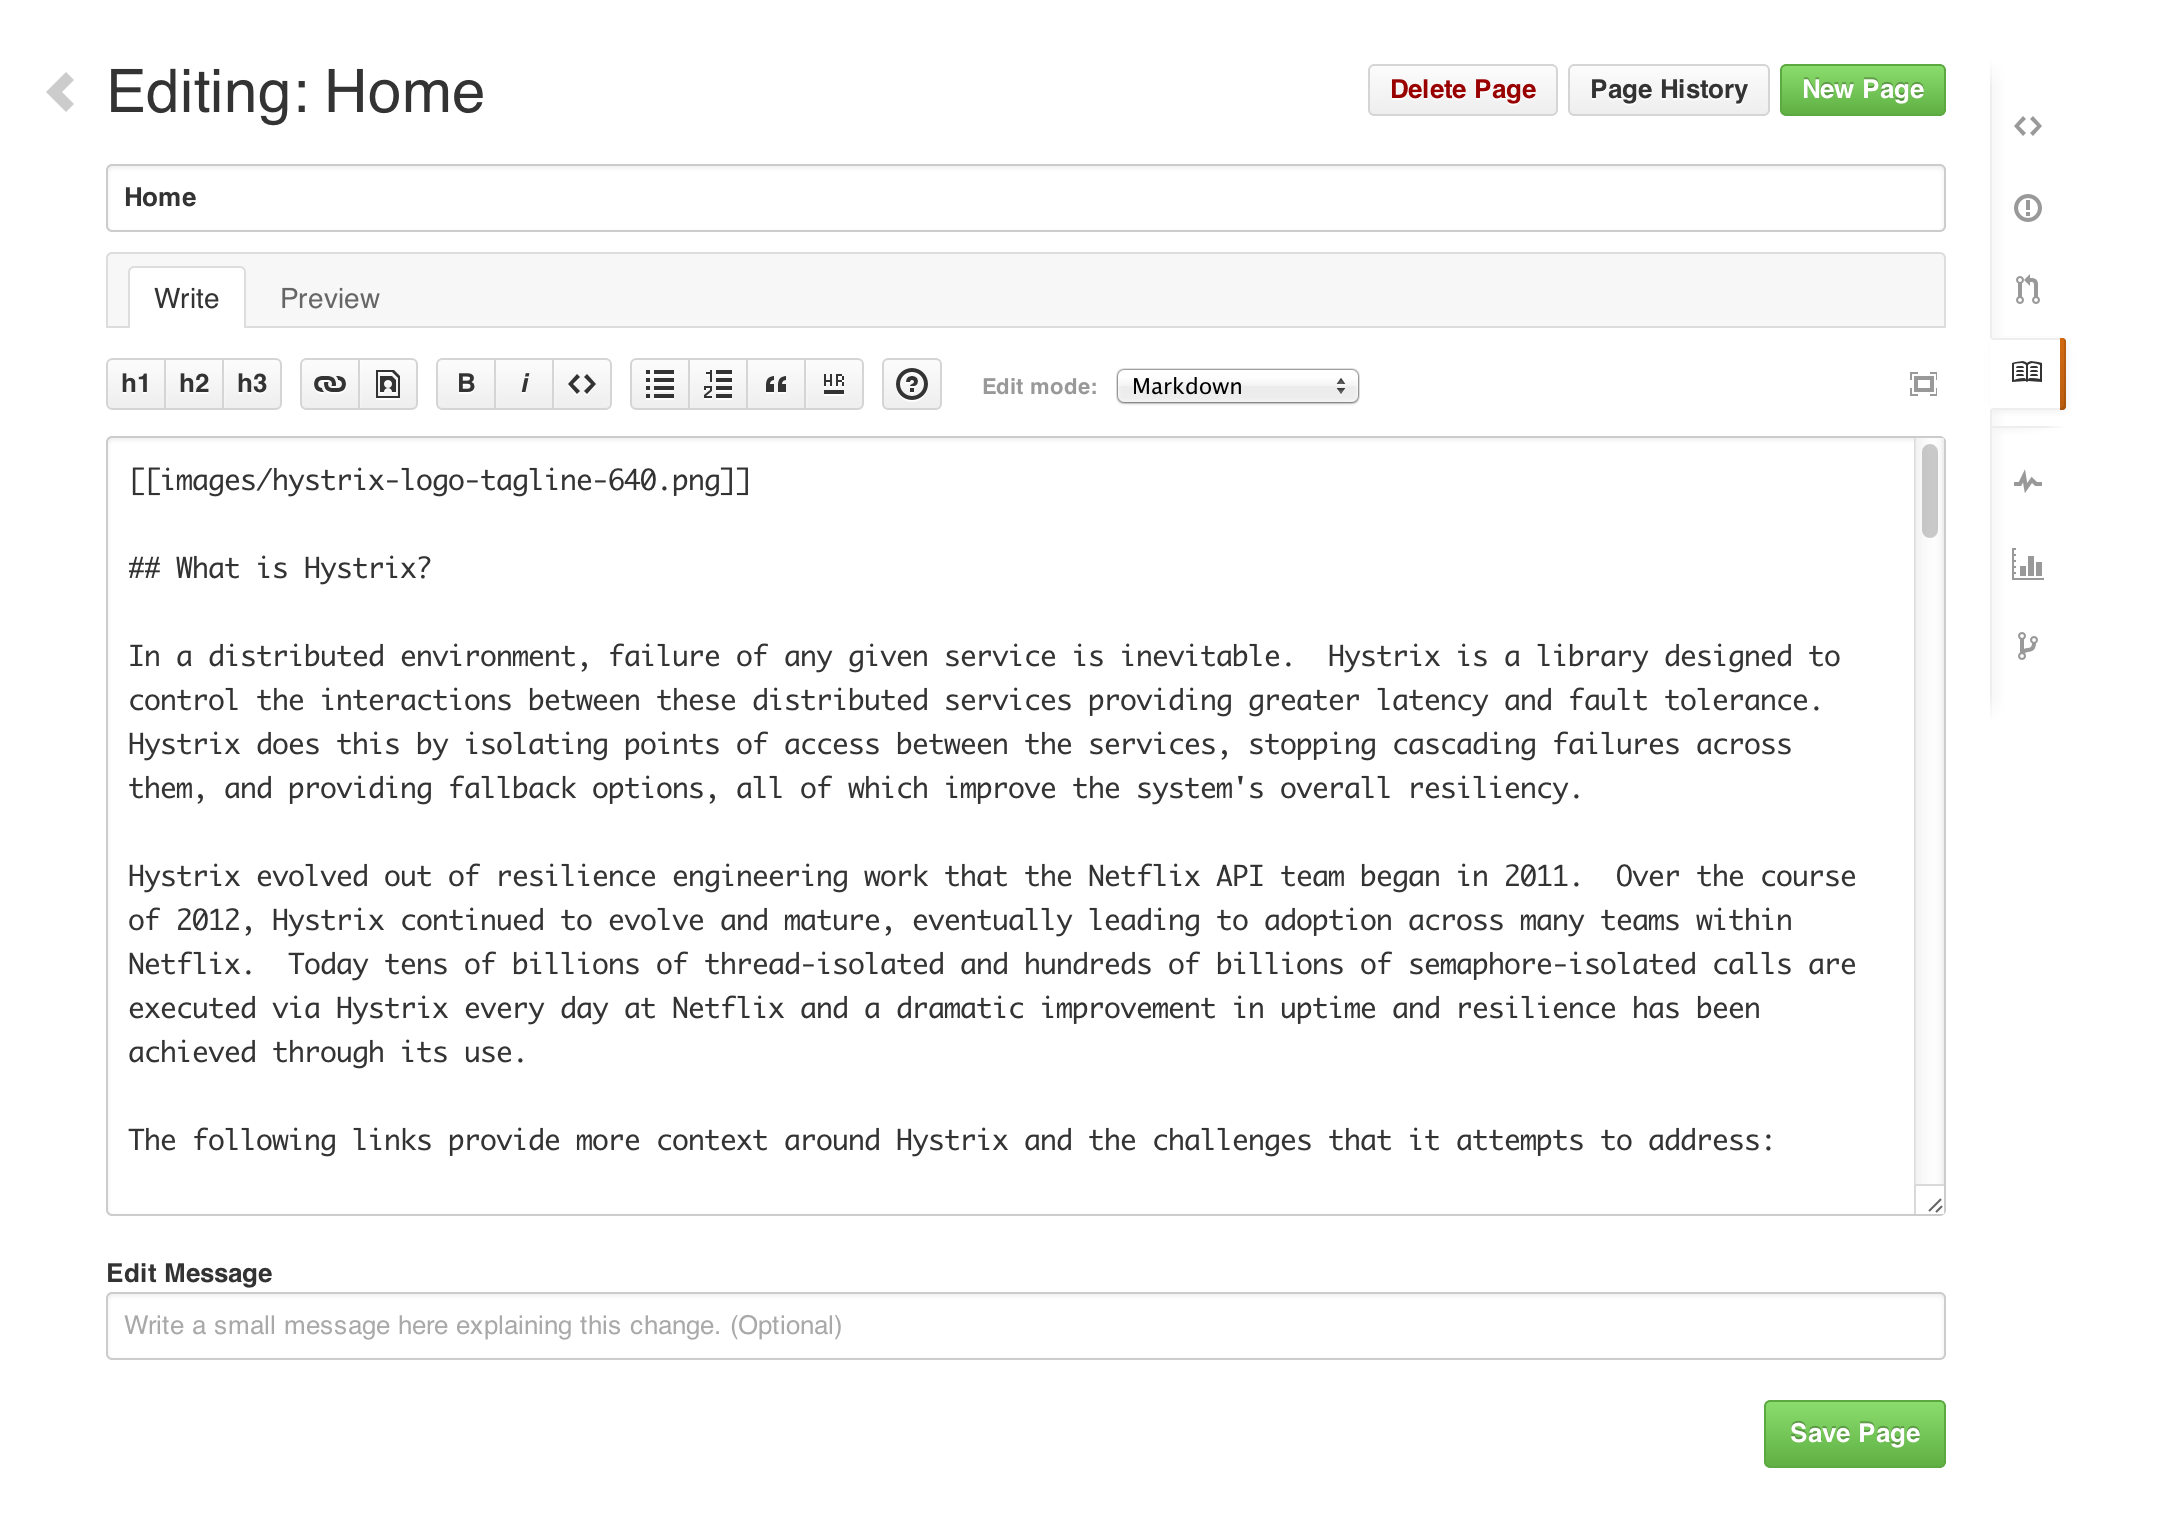 Editing: Home
Delete Page
Page History
New Page
Home
Write
Preview
h1 h2 h3 B i 1 2 “ HR ?
Edit mode: Markdown
[[images/hystrix-logo-tagline-640.png]]
## What is Hystrix?
In a distributed environment, failure of any given service is inevitable.  Hystrix is a library designed to
control the interactions between these distributed services providing greater latency and fault tolerance.
Hystrix does this by isolating points of access between the services, stopping cascading failures across
them, and providing fallback options, all of which improve the system's overall resiliency.
Hystrix evolved out of resilience engineering work that the Netflix API team began in 2011.  Over the course
of 2012, Hystrix continued to evolve and mature, eventually leading to adoption across many teams within
Netflix.  Today tens of billions of thread-isolated and hundreds of billions of semaphore-isolated calls are
executed via Hystrix every day at Netflix and a dramatic improvement in uptime and resilience has been
achieved through its use.
The following links provide more context around Hystrix and the challenges that it attempts to address:
Edit Message
Write a small message here explaining this change. (Optional)
Save Page